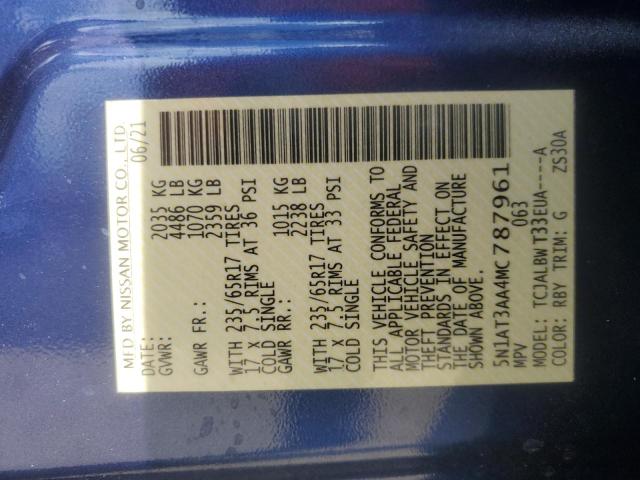 MFD BY NISSAN MOTOR CO., LTD
DATE: 06/21
GVWR: 2035 KG
4486 LB
GAWR FR.: 1070 KG
2359 LB
WITH 235/65R17 TIRES
17 X 7.5 RIMS AT 36 PSI
COLD SINGLE
GAWR RR.: 1015 KG
2238 LB
WITH 235/65R17 TIRES
17 X 7.5 RIMS AT 33 PSI
COLD SINGLE
THIS VEHICLE CONFORMS TO
ALL APPLICABLE FEDERAL
MOTOR VEHICLE SAFETY AND
THEFT PREVENTION
STANDARDS IN EFFECT ON
THE DATE OF MANUFACTURE
SHOWN ABOVE.
5N1AT3AA4MC787961
MPV 063
MODEL: TCJALBW T33EUA----A
COLOR: RBY TRIM: G ZS30A